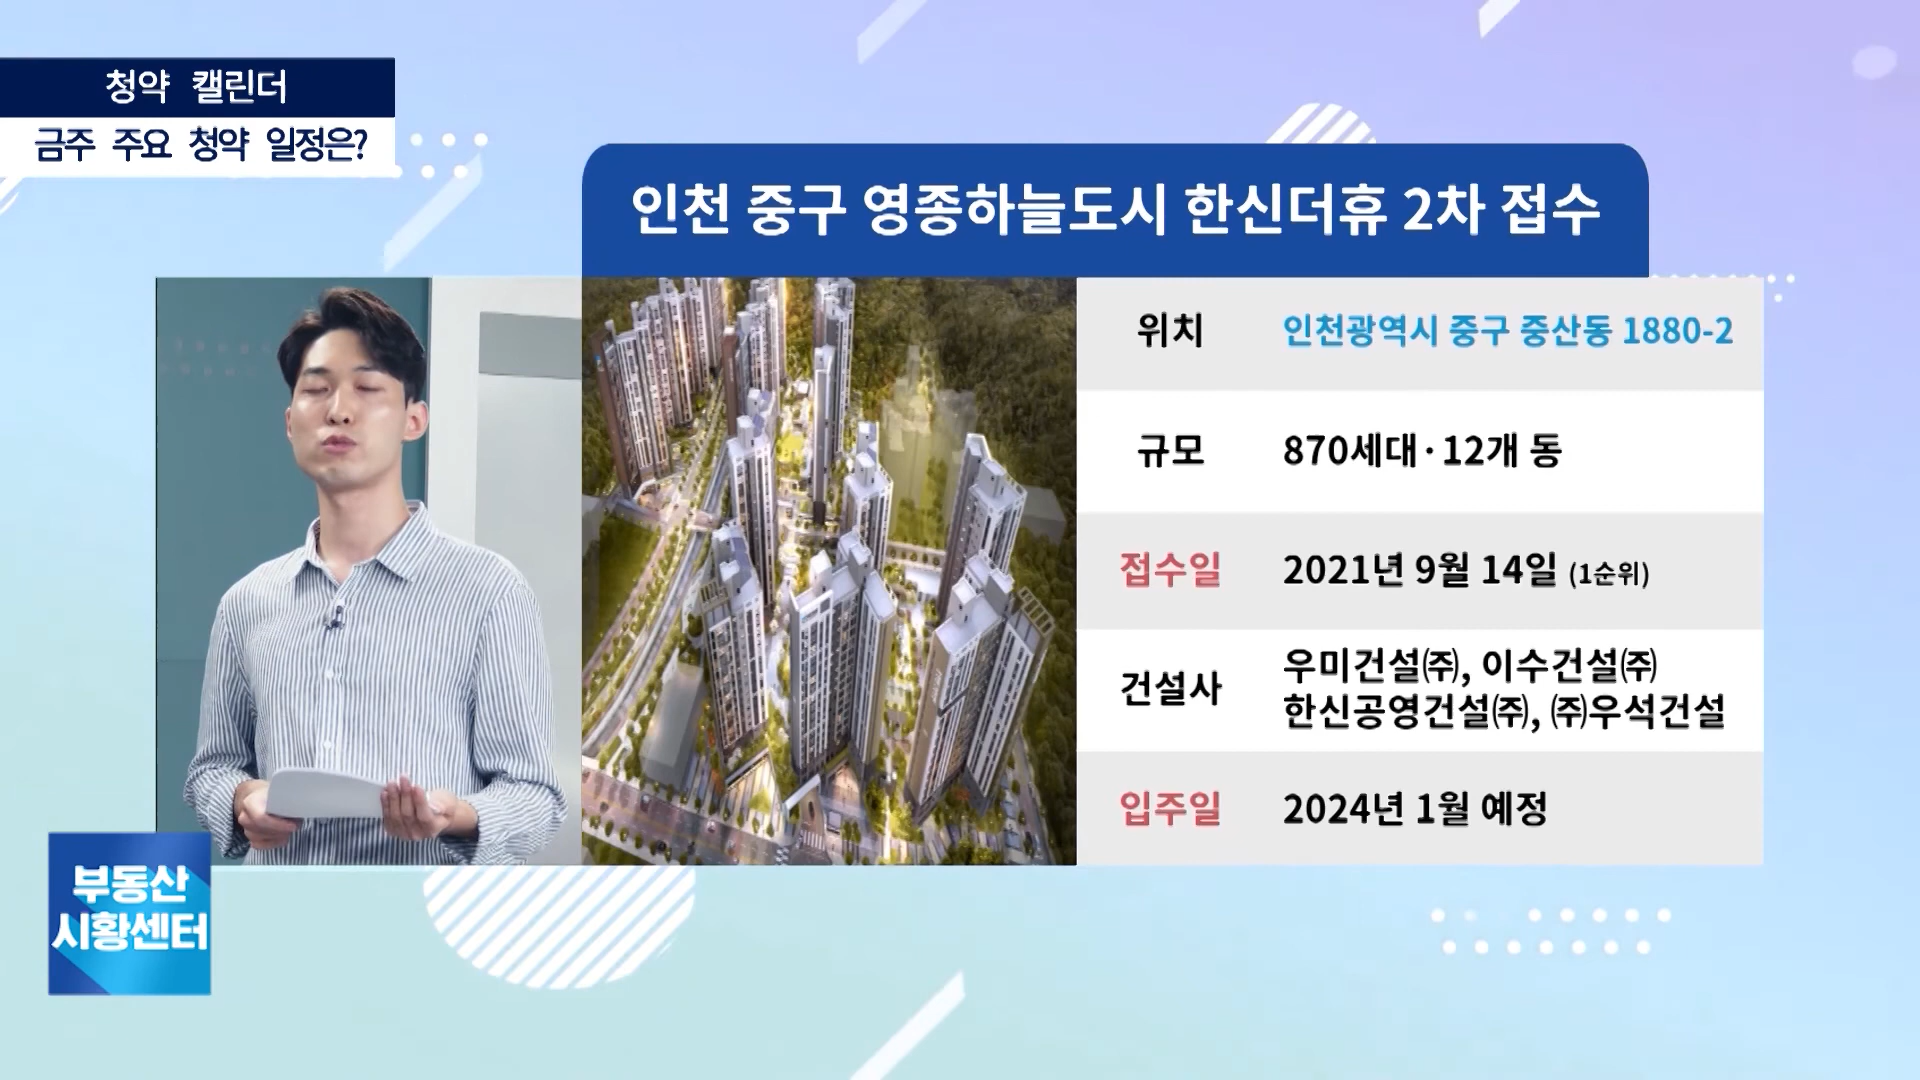 청약 캘린더
금주 주요 청약 일정은?
인천 중구 영종하늘도시 한신더휴 2차 접수
위치 인천광역시 중구 중산동 1880-2
규모 870세대·12개 동
접수일 2021년 9월 14일 (1순위)
건설사 우미건설㈜, 이수건설㈜
한신공영건설㈜, ㈜우석건설
입주일 2024년 1월 예정
부동산
시황센터